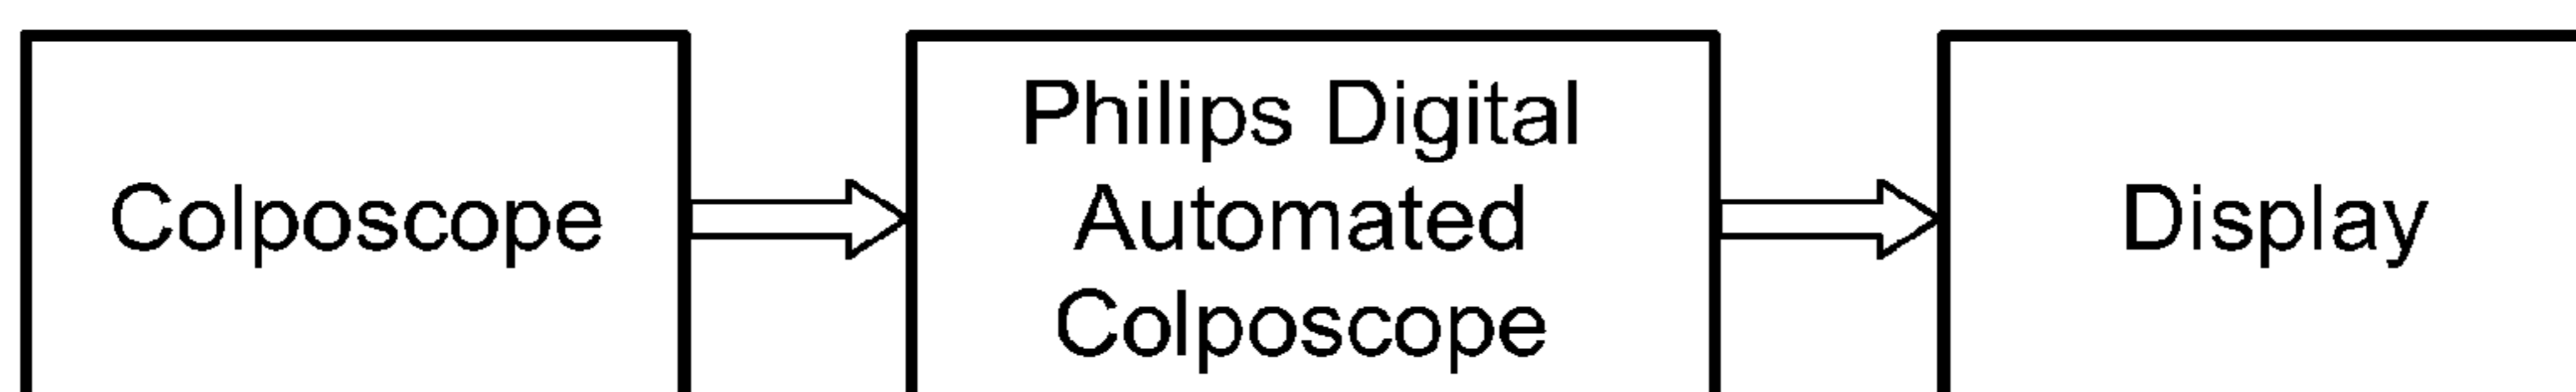 Colposcope
Philips Digital
Automated
Colposcope
Display